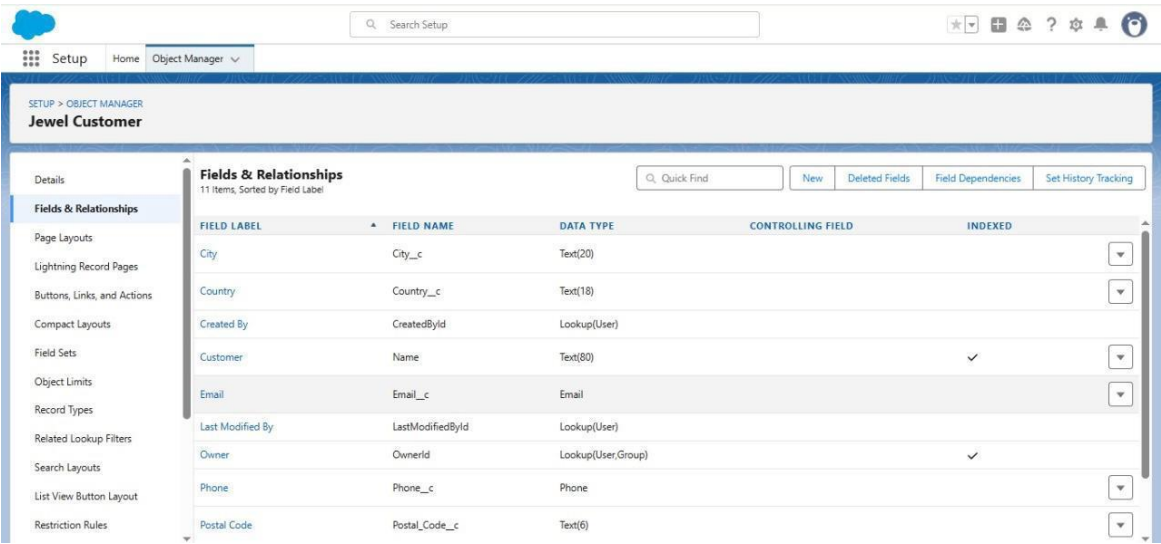 Search Setup
Setup Home Object Manager
SETUP > OBJECT MANAGER
Jewel Customer
Details
Fields & Relationships
Page Layouts
Lightning Record Pages
Buttons, Links, and Actions
Compact Layouts
Field Sets
Object Limits
Record Types
Related Lookup Filters
Search Layouts
List View Button Layout
Restriction Rules
Fields & Relationships
11 Items, Sorted by Field Label
Quick Find New Deleted Fields Field Dependencies Set History Tracking
FIELD LABEL FIELD NAME DATA TYPE CONTROLLING FIELD INDEXED
City City__c Text(20)
Country Country__c Text(18)
Created By CreatedById Lookup(User)
Customer Name Text(80)
Email Email__c Email
Last Modified By LastModifiedById Lookup(User)
Owner OwnerId Lookup(User,Group)
Phone Phone__c Phone
Postal Code Postal_Code__c Text(6)